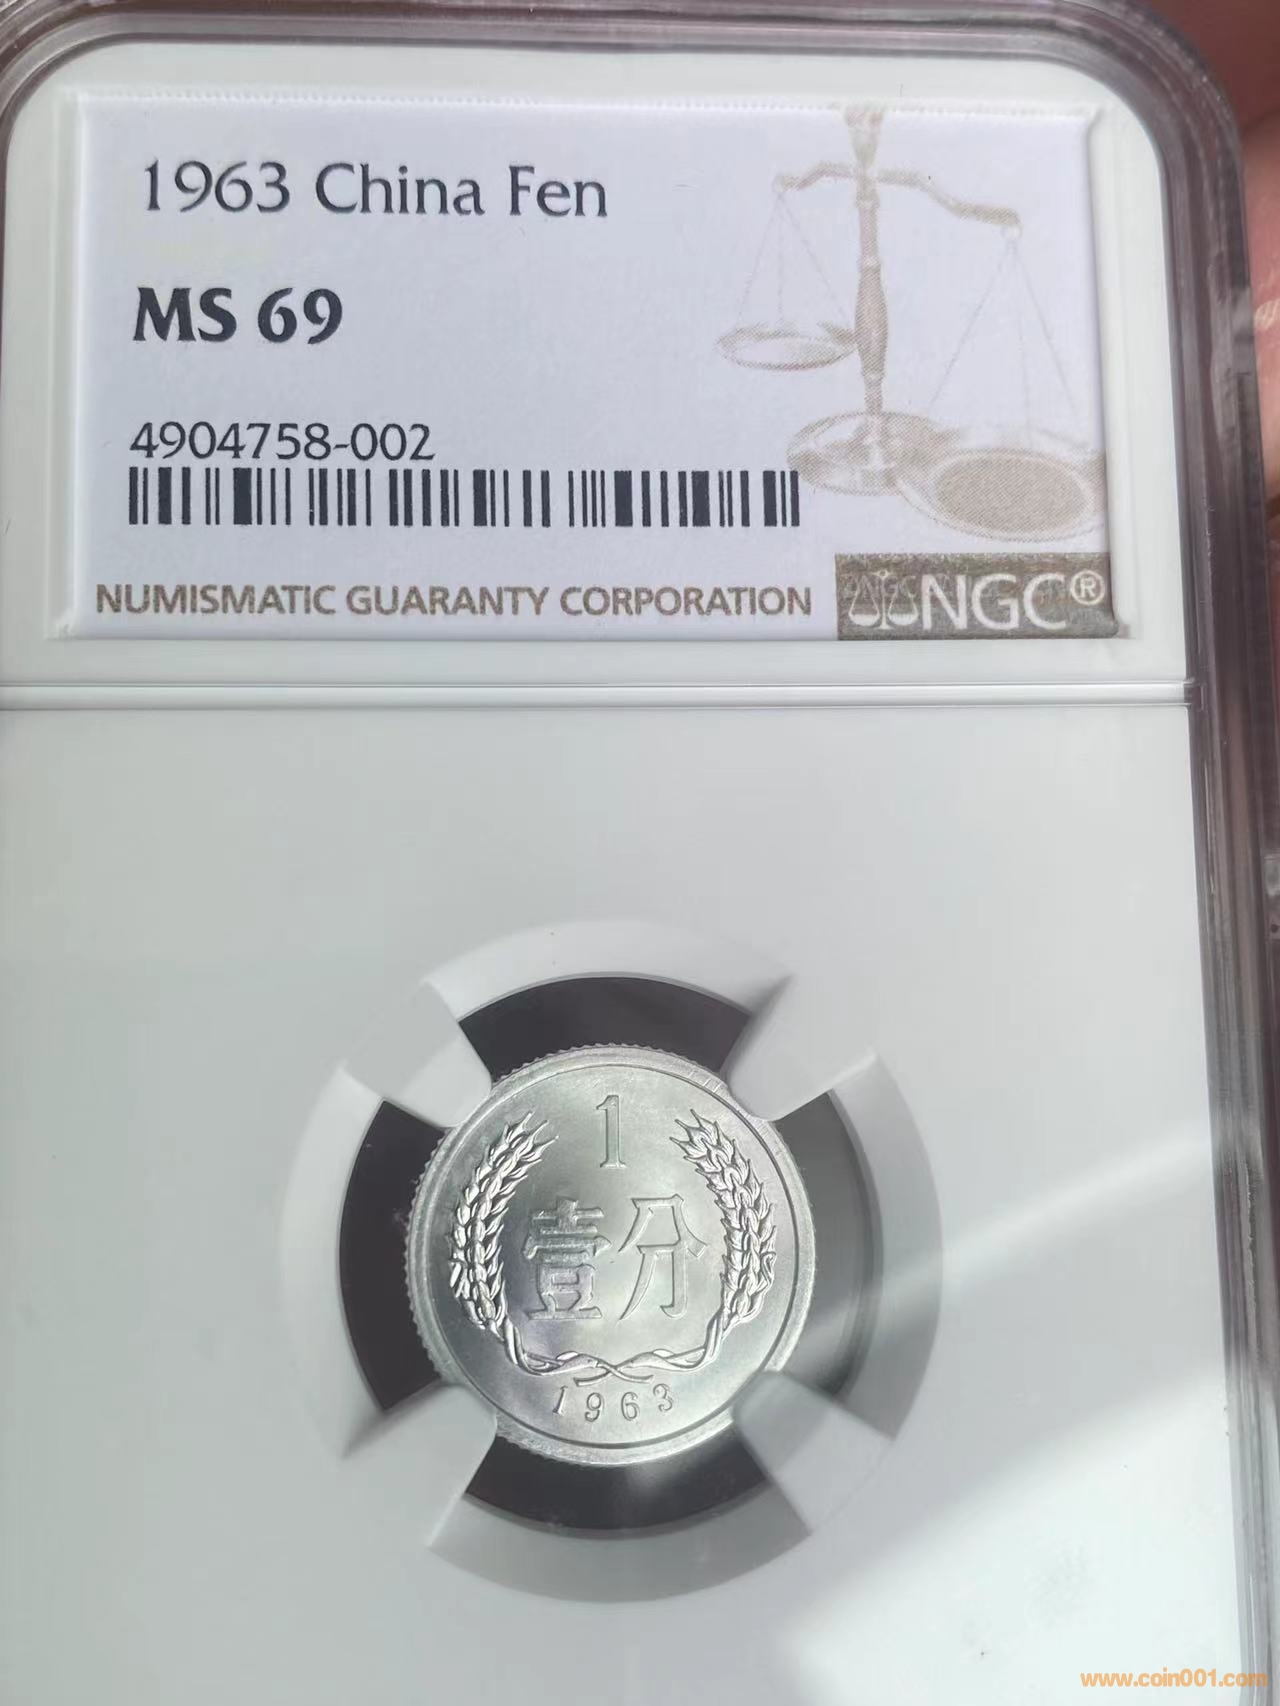 1963 China Fen
MS 69
4904758-002
NUMISMATIC GUARANTY CORPORATION
NGC®
1
壹分
1963
www.coin001.com